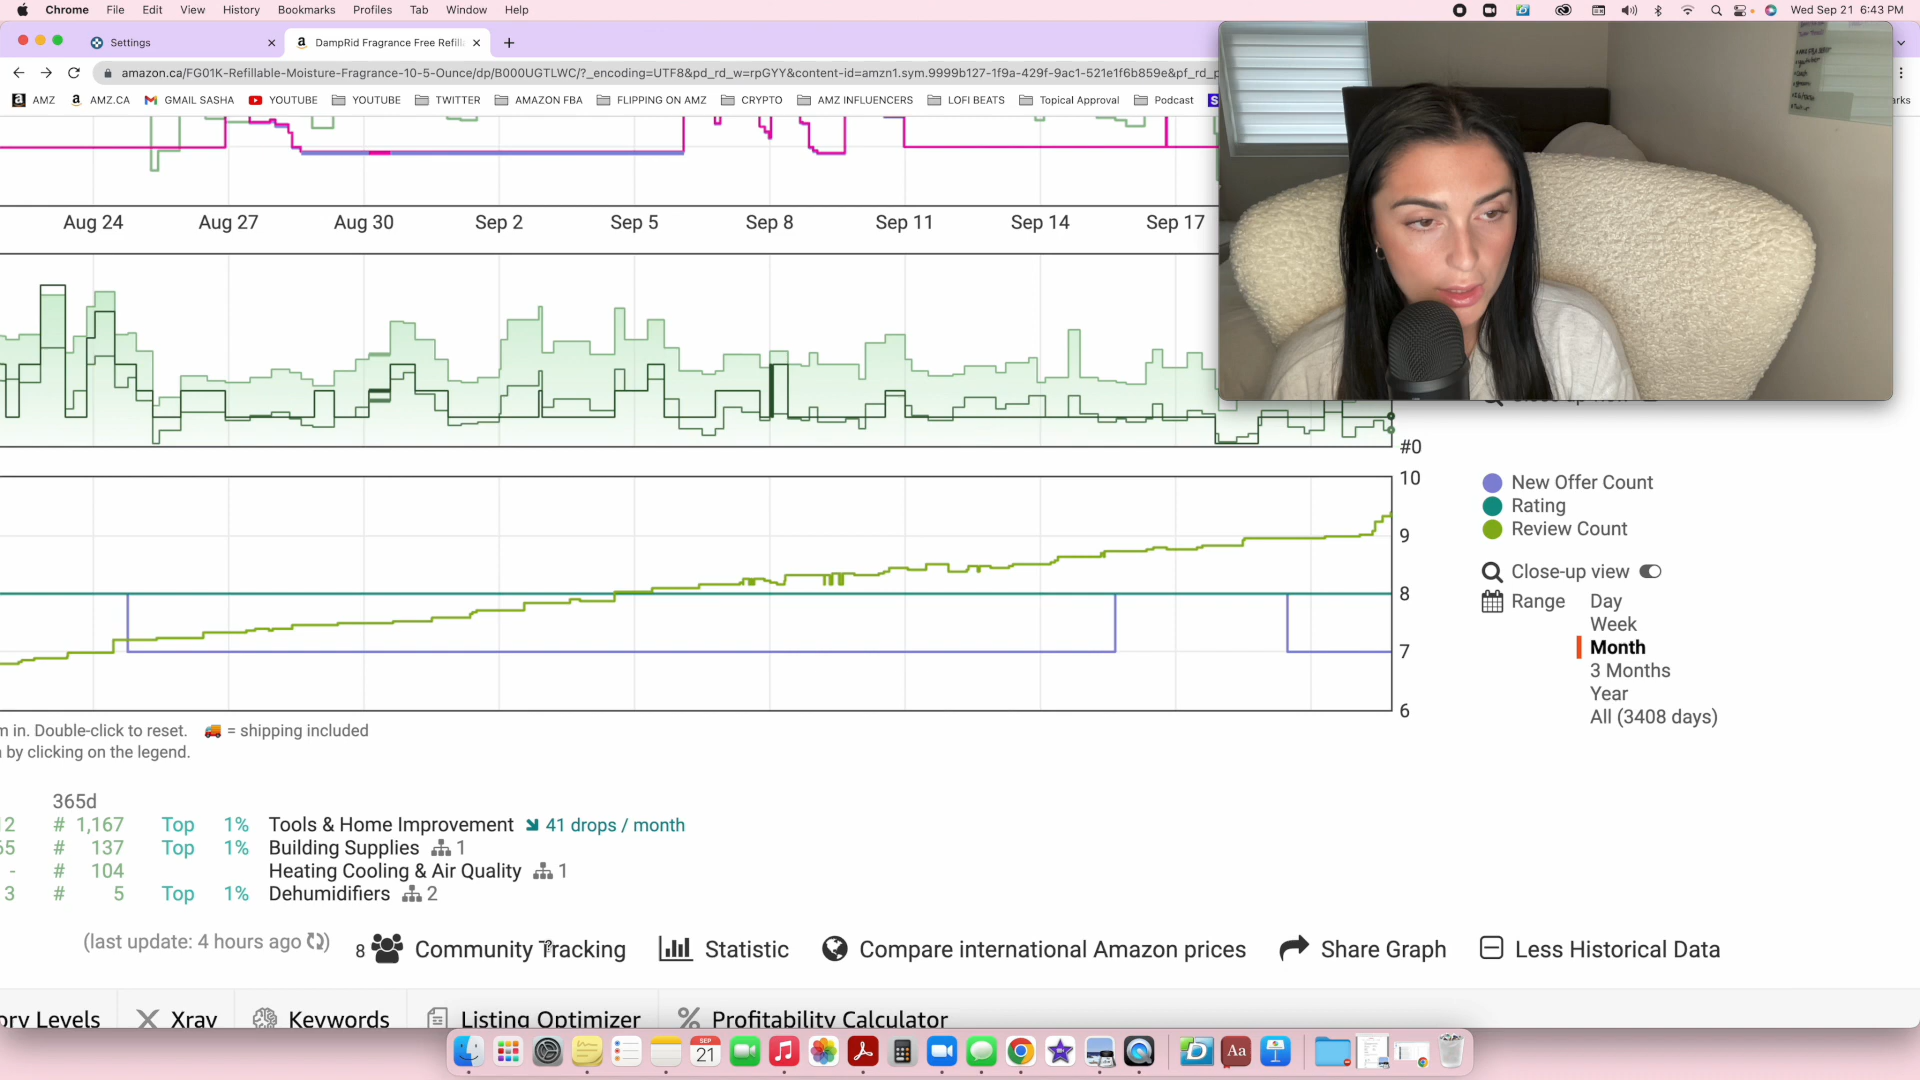 Chrome File Edit View History Bookmarks Profiles Tab Window Help Wed Sep 21 6:43 PM
Settings DampRid Fragrance Free Refill
amazon.ca/FG01K-Refillable-Moisture-Fragrance-10-5-Ounce/dp/B000UGTLWC/?_encoding=UTF8&pd_rd_w=rpGYY&content-id=amzn1.sym.9999b127-1f9a-429f-9ac1-521e1f6b859e&pf_rd_p
AMZ AMZ.CA GMAIL SASHA YOUTUBE YOUTUBE TWITTER AMAZON FBA FLIPPING ON AMZ CRYPTO AMZ INFLUENCERS LOFI BEATS Topical Approval Podcast S arks
Aug 24 Aug 27 Aug 30 Sep 2 Sep 5 Sep 8 Sep 11 Sep 14 Sep 17
#0
10
9
8
7
6
New Offer Count
Rating
Review Count
Close-up view
Range Day
Week
Month
3 Months
Year
All (3408 days)
m in. Double-click to reset. = shipping included
by clicking on the legend.
365d
12 # 1,167 Top 1% Tools & Home Improvement 41 drops / month
65 # 137 Top 1% Building Supplies 1
- # 104 Heating Cooling & Air Quality 1
3 # 5 Top 1% Dehumidifiers 2
(last update: 4 hours ago) 8 Community Tracking Statistic Compare international Amazon prices Share Graph Less Historical Data
ory Levels Xray Keywords Listing Optimizer Profitability Calculator
SEP
21
Aa